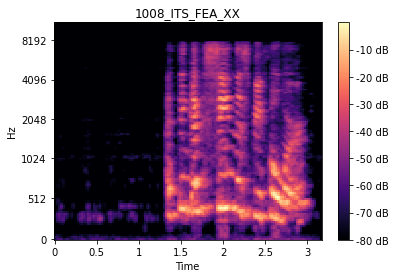 1008_ITS_FEA_XX
8192
4096
2048
1024
512
0
Hz
0 0.5 1 1.5 2 2.5 3
Time
-10 dB
-20 dB
-30 dB
-40 dB
-50 dB
-60 dB
-70 dB
-80 dB